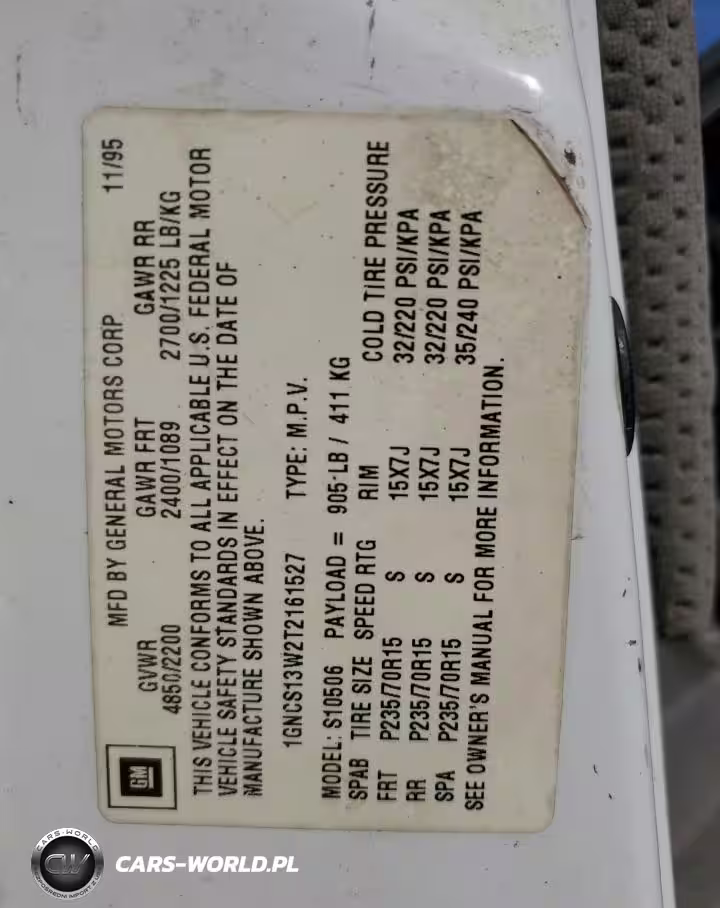 MFD BY GENERAL MOTORS CORP 11/95
GVWR GAWR FRT GAWR RR
4850/2200 2400/1089 2700/1225 LB/KG
THIS VEHICLE CONFORMS TO ALL APPLICABLE U.S. FEDERAL MOTOR
VEHICLE SAFETY STANDARDS IN EFFECT ON THE DATE OF
MANUFACTURE SHOWN ABOVE.
1GNCS13W2T2161527 TYPE: M.P.V.
MODEL: S10506 PAYLOAD = 905-LB / 411 KG
SPAB TIRE SIZE SPEED RTG RIM COLD TIRE PRESSURE
FRT P235/70R15 S 15X7J 32/220 PSI/KPA
RR P235/70R15 S 15X7J 32/220 PSI/KPA
SPA P235/70R15 S 15X7J 35/240 PSI/KPA
SEE OWNER'S MANUAL FOR MORE INFORMATION.
GM
CARS-WORLD
CW
CARS-WORLD.PL